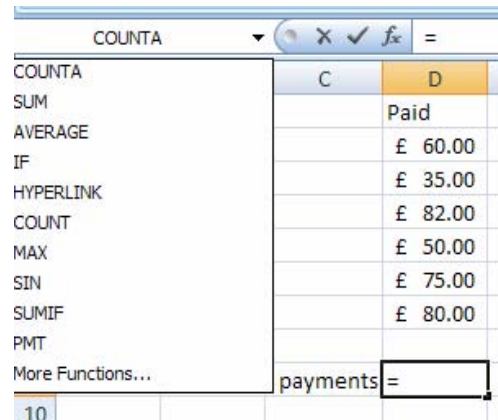 COUNTA fx =
COUNTA
SUM
AVERAGE
IF
HYPERLINK
COUNT
MAX
SIN
SUMIF
PMT
More Functions...
C D
Paid
£ 60.00
£ 35.00
£ 82.00
£ 50.00
£ 75.00
£ 80.00
payments =
10